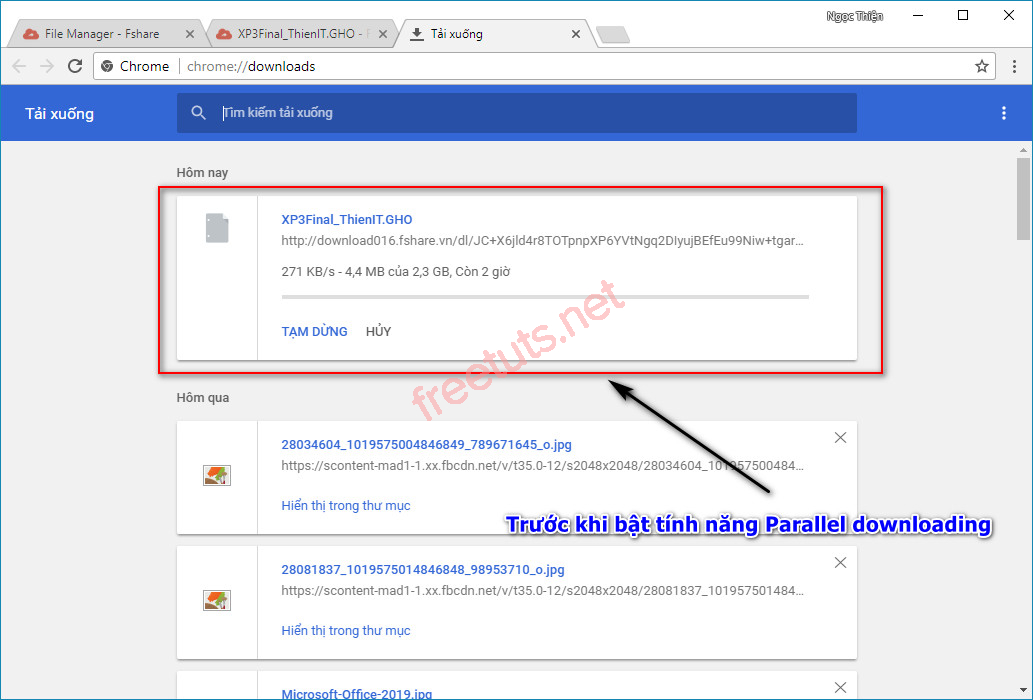 Ngọc Thiện
File Manager - Fshare
XP3Final_ThienIT.GHO - F
Tải xuống
Chrome
chrome://downloads
Tải xuống
Tìm kiếm tải xuống
Hôm nay
XP3Final_ThienIT.GHO
http://download016.fshare.vn/dl/JC+X6jld4r8TOTpnpXP6YVtNgq2DIyujBEfEu99Niw+tgar…
271 KB/s - 4,4 MB của 2,3 GB, Còn 2 giờ
TẠM DỪNG HỦY
freetuts.net
Hôm qua
28034604_1019575004846849_789671645_o.jpg
https://scontent-mad1-1.xx.fbcdn.net/v/t35.0-12/s2048x2048/28034604_101957500484…
Hiển thị trong thư mục
Trước khi bật tính năng Parallel downloading
28081837_1019575014846848_98953710_o.jpg
https://scontent-mad1-1.xx.fbcdn.net/v/t35.0-12/s2048x2048/28081837_101957501484…
Hiển thị trong thư mục
Microsoft-Office-2019.jpg